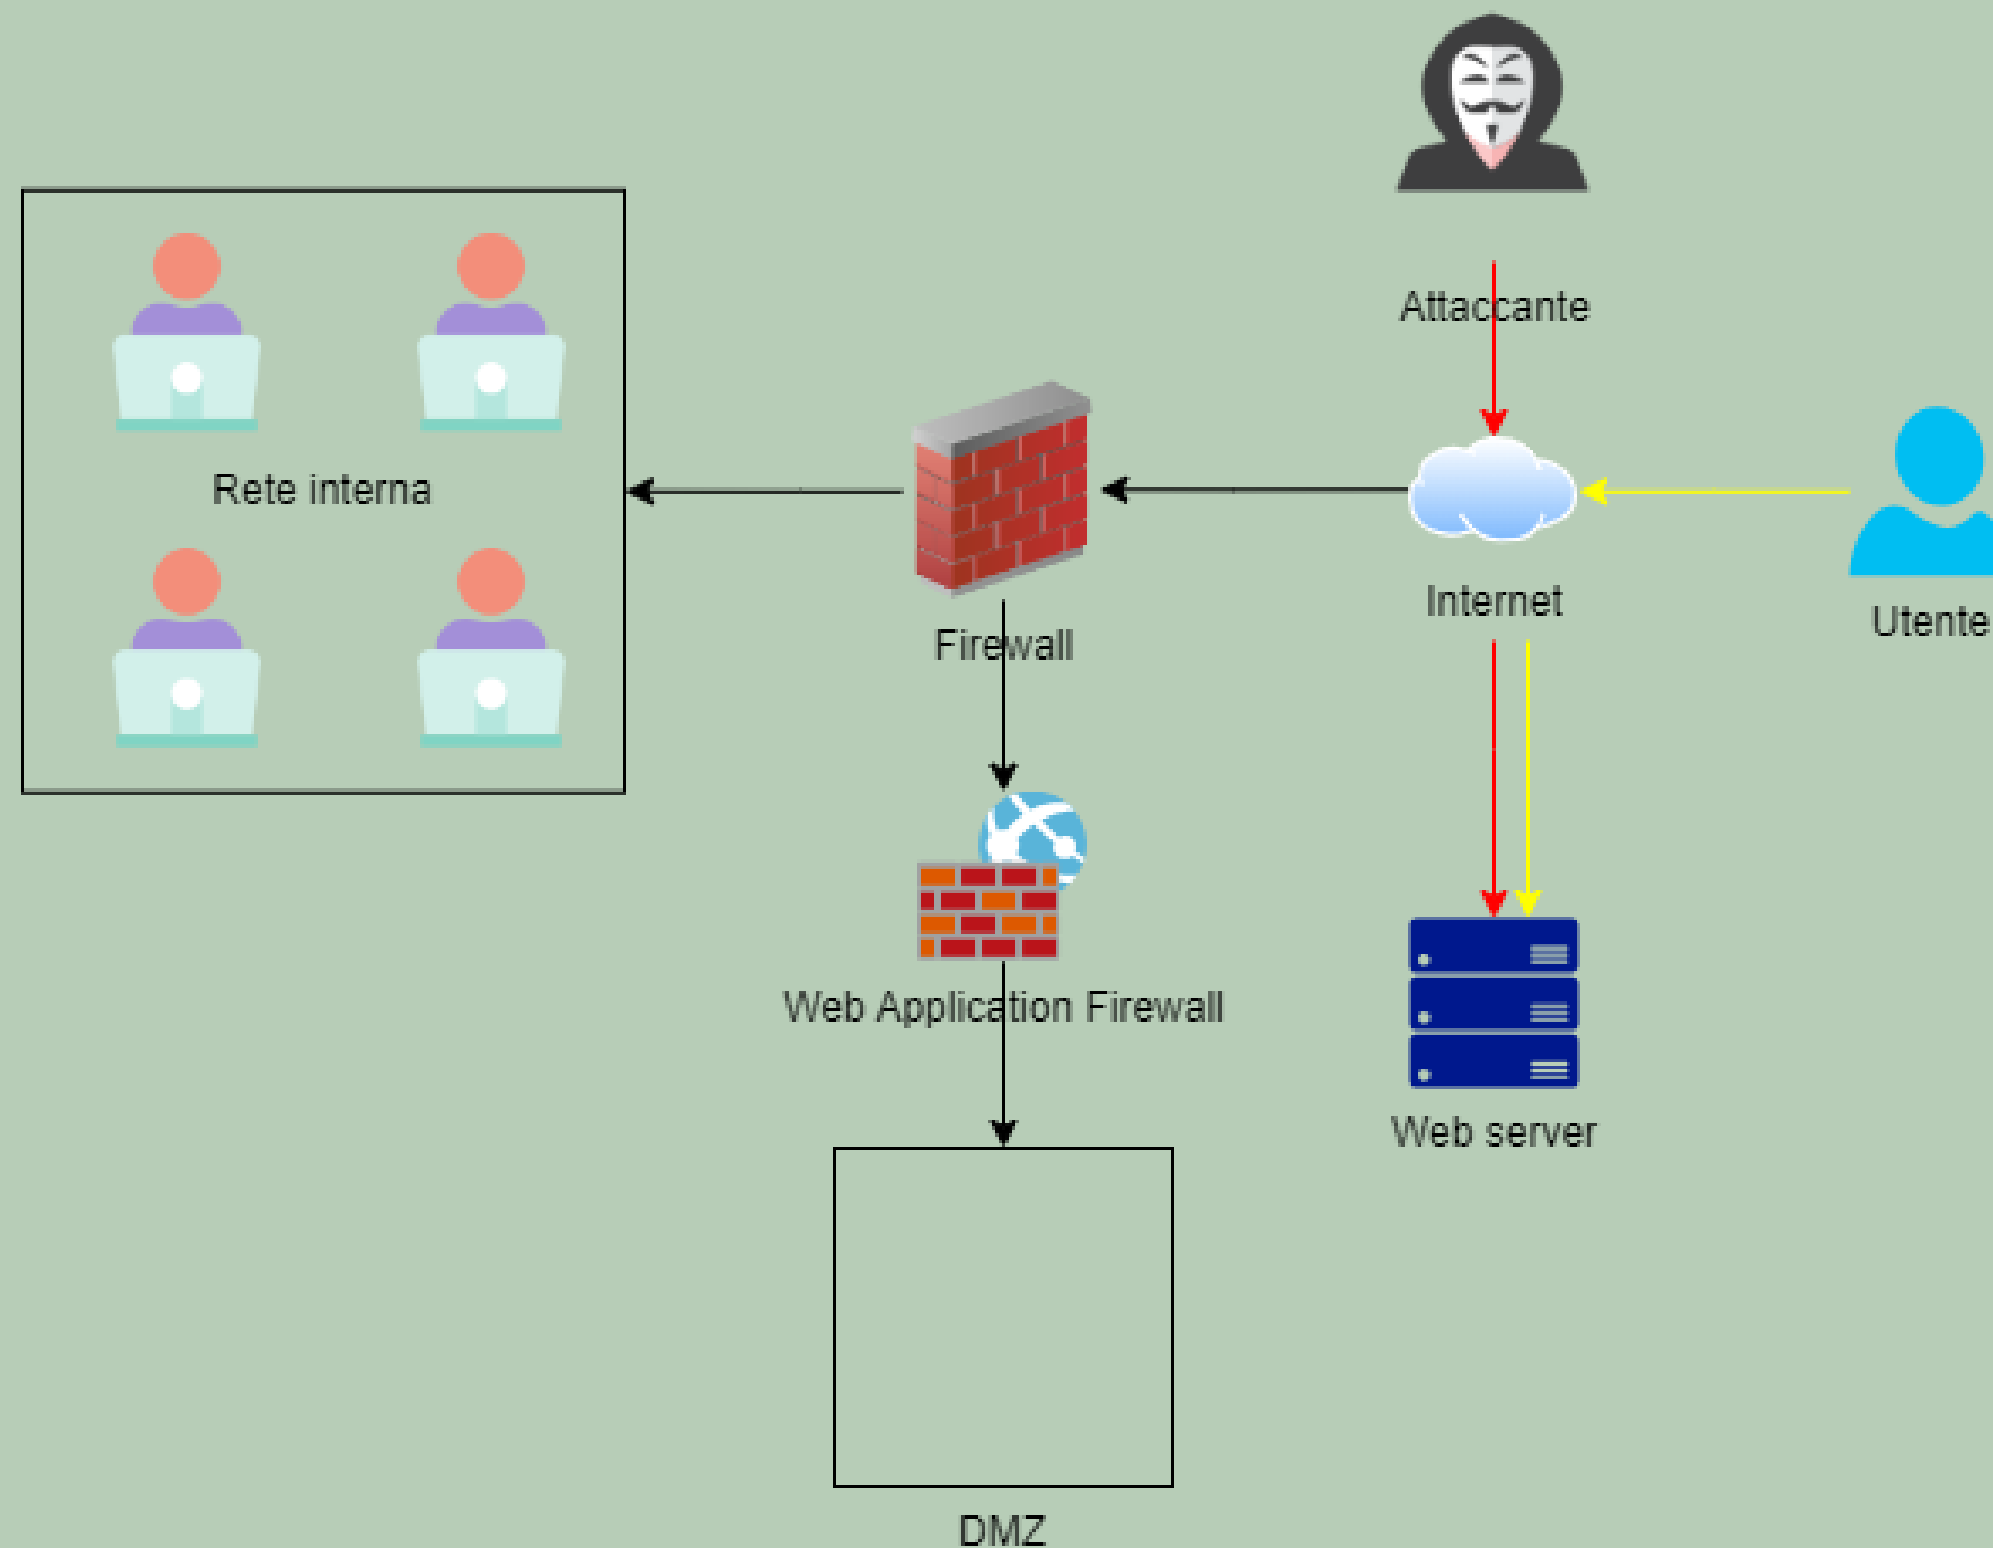 Attaccante
Rete interna
Internet
Utente
Firewall
Web Application Firewall
Web server
DMZ